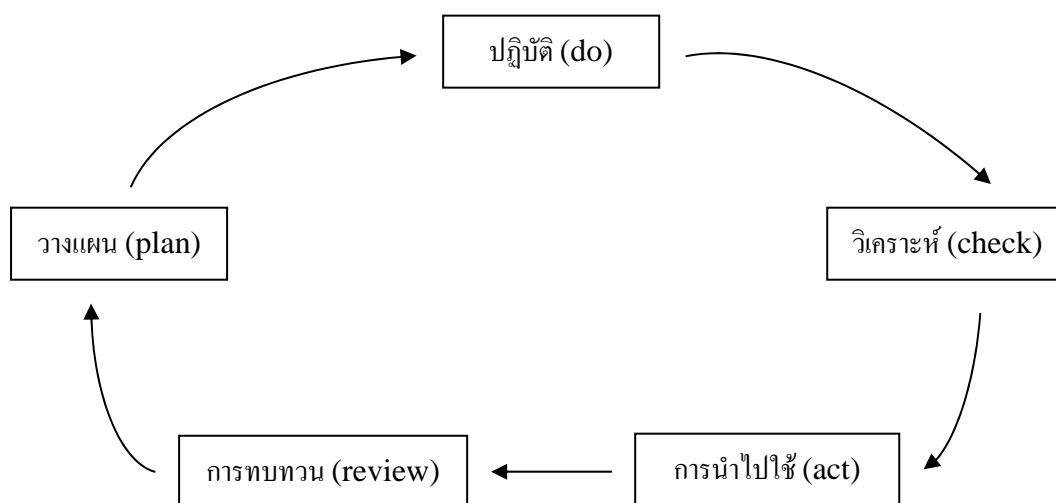 ปฏิบัติ (do)
วางแผน (plan)
วิเคราะห์ (check)
การทบทวน (review)
การนำไปใช้ (act)